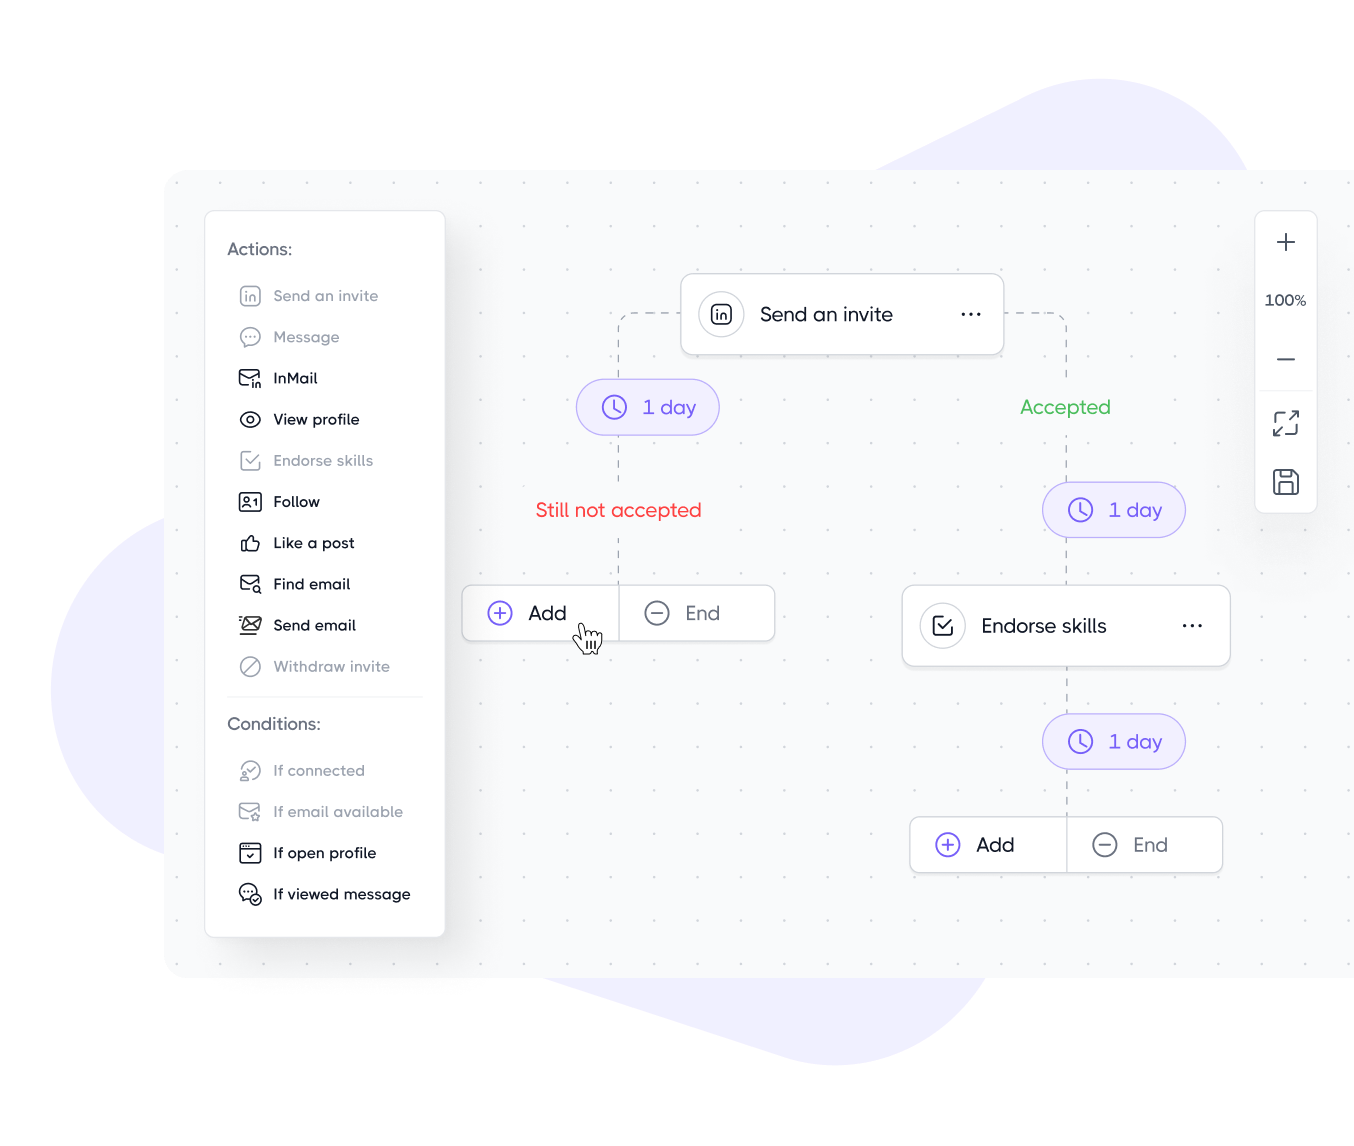 Actions:
Send an invite
Message
InMail
View profile
Endorse skills
Follow
Like a post
Find email
Send email
Withdraw invite
Conditions:
If connected
If email available
If open profile
If viewed message
Send an invite
1 day
Still not accepted
Add
End
Accepted
1 day
Endorse skills
1 day
Add
End
100%